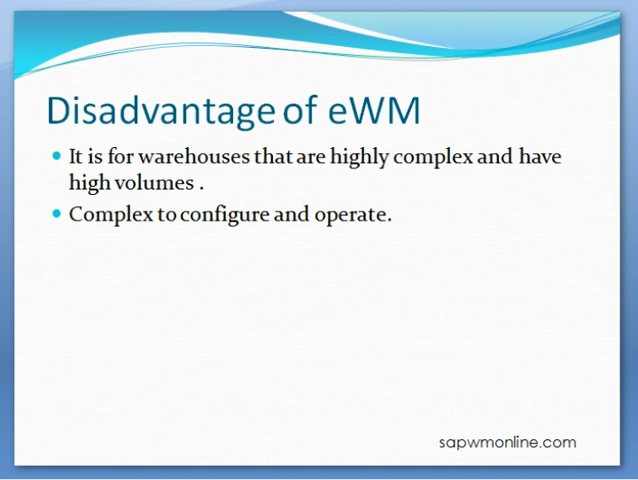 Disadvantage of eWM
• It is for warehouses that are highly complex and have
high volumes .
• Complex to configure and operate.
sapwmonline.com